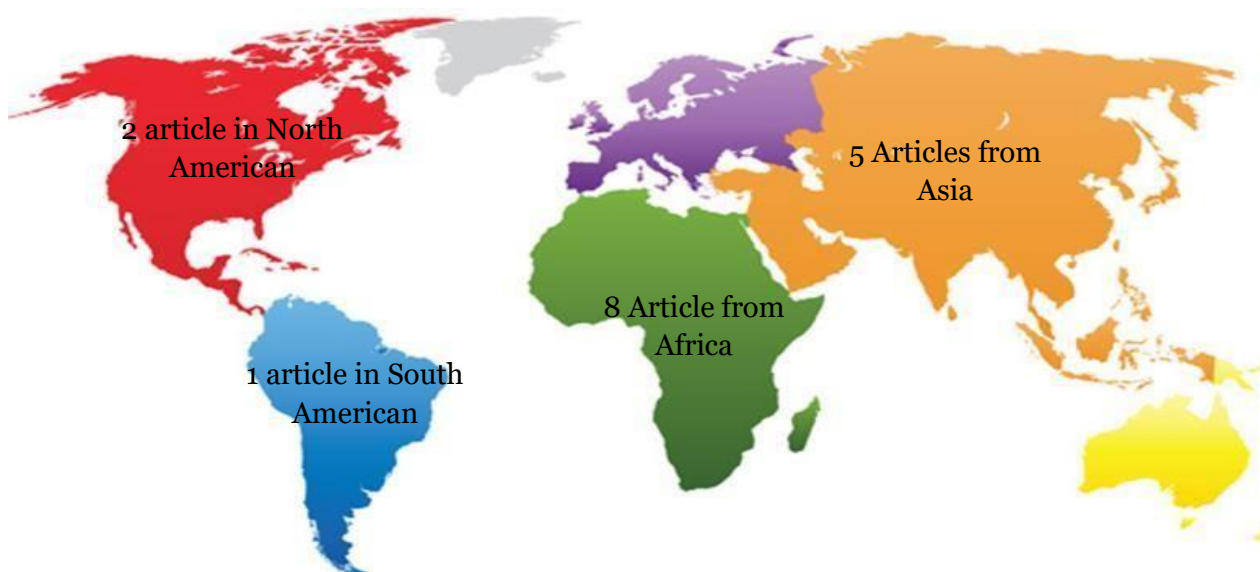 2 article in North
American
5 Articles from
Asia
8 Article from
Africa
1 article in South
American